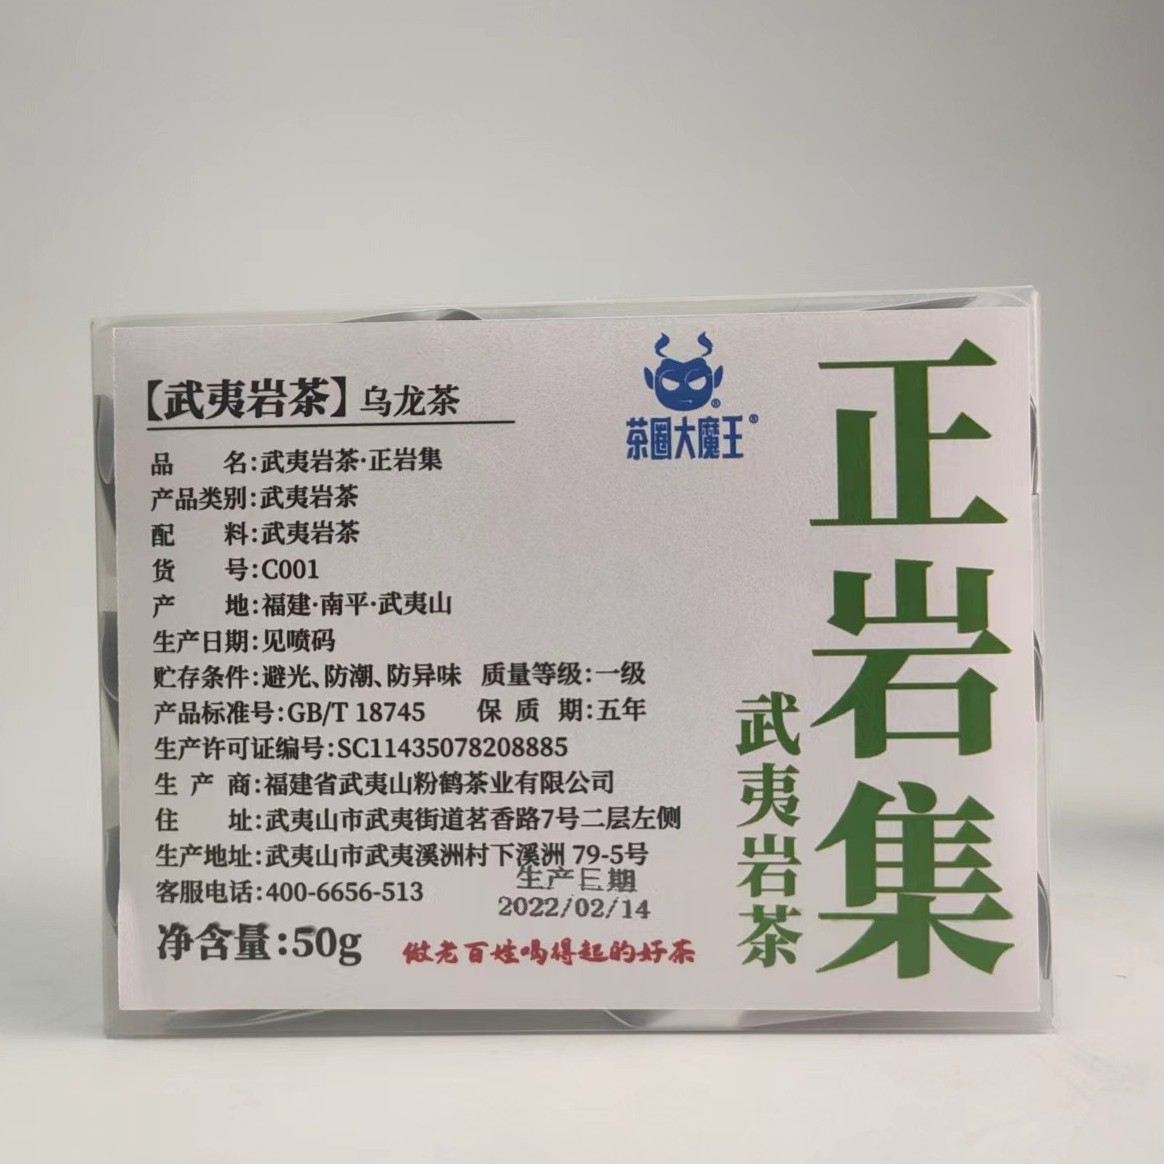 【武夷岩茶】乌龙茶
品 名:武夷岩茶·正岩集
产品类别:武夷岩茶
配 料:武夷岩茶
货 号:C001
产 地:福建·南平·武夷山
生产日期:见喷码
贮存条件:避光、防潮、防异味 质量等级:一级
产品标准号:GB/T 18745 保 质 期:五年
生产许可证编号:SC11435078208885
生 产 商:福建省武夷山粉鹤茶业有限公司
住 址:武夷山市武夷街道茗香路7号二层左侧
生产地址:武夷山市武夷溪洲村下溪洲 79-5号
客服电话:400-6656-513
生产日期
2022/02/14
净含量:50g
做老百姓喝得起的好茶
茶圈大魔王®
正岩集
武夷岩茶